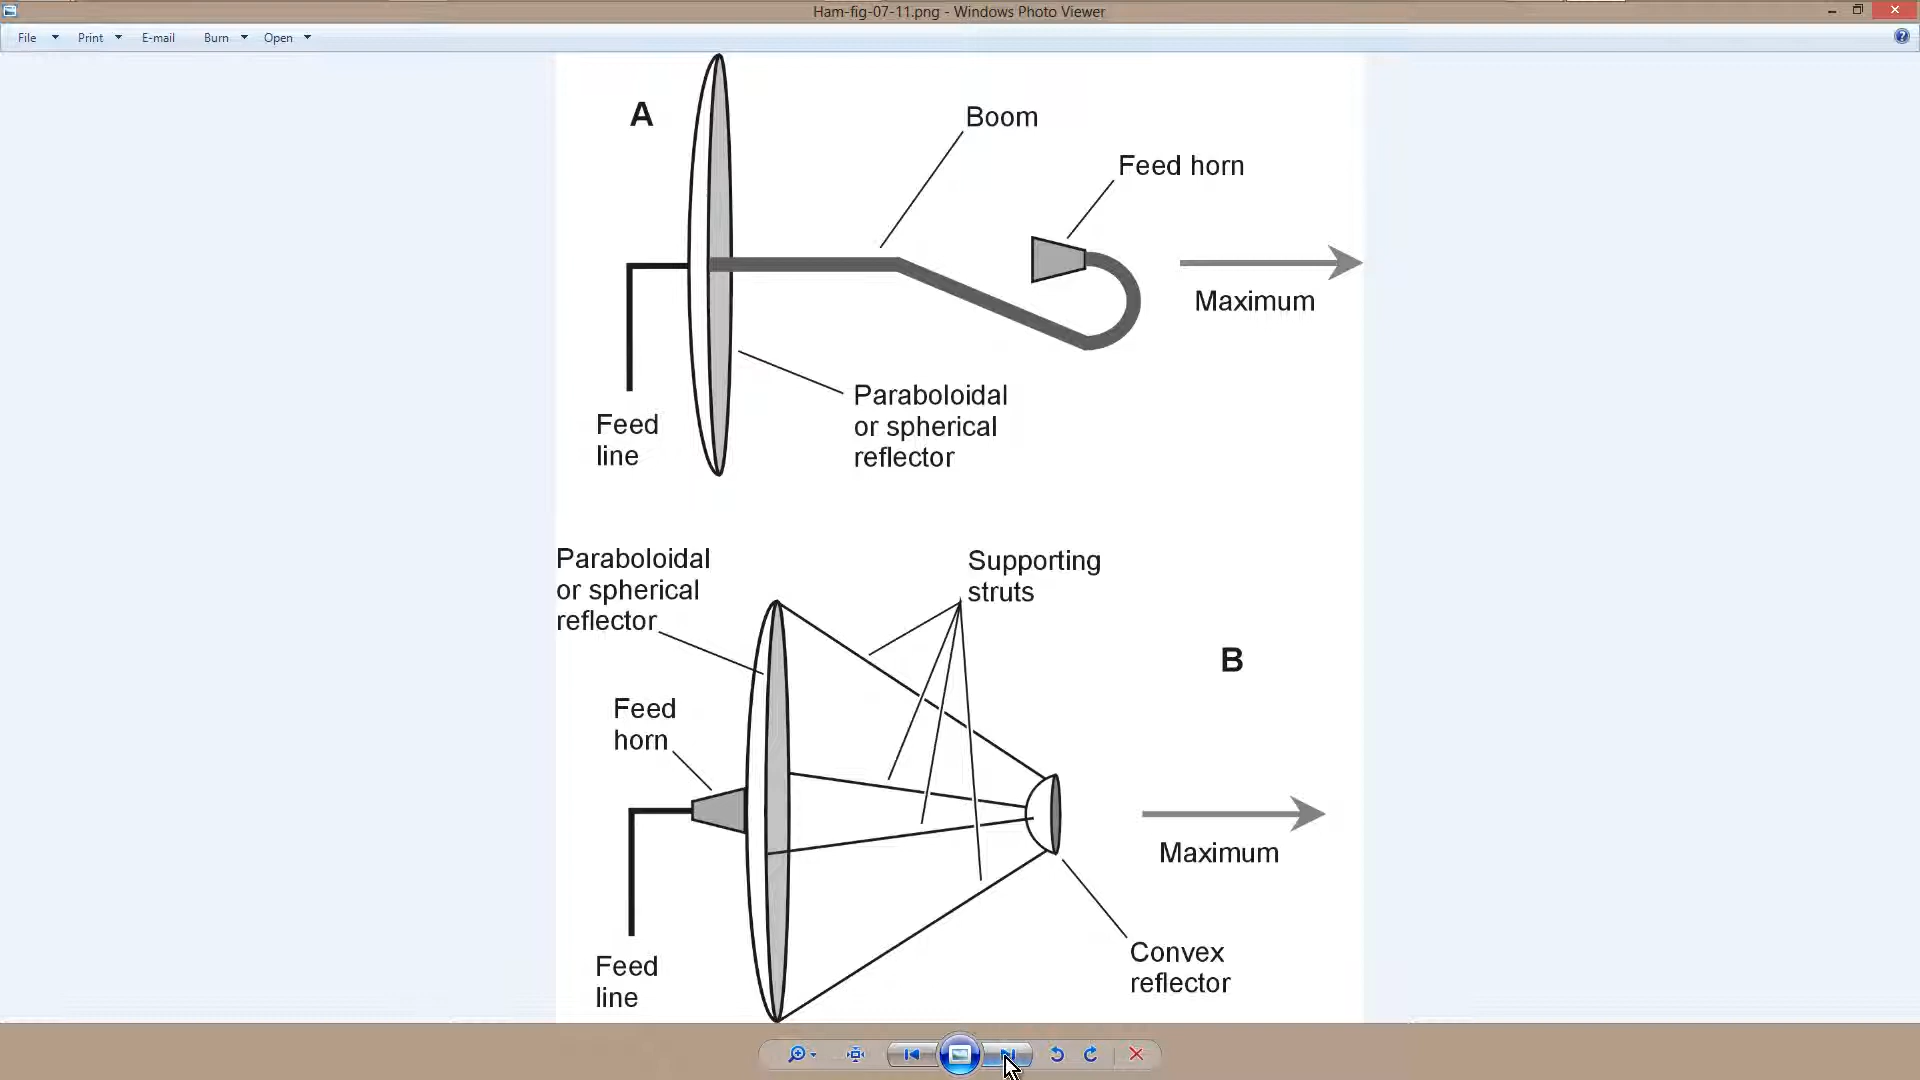 Ham-fig-07-11.png - Windows Photo Viewer
File Print E-mail Burn Open
A
Boom
Feed horn
Maximum
Paraboloidal
or spherical
reflector
Feed
line
Paraboloidal
or spherical
reflector
Supporting
struts
B
Feed
horn
Maximum
Convex
reflector
Feed
line